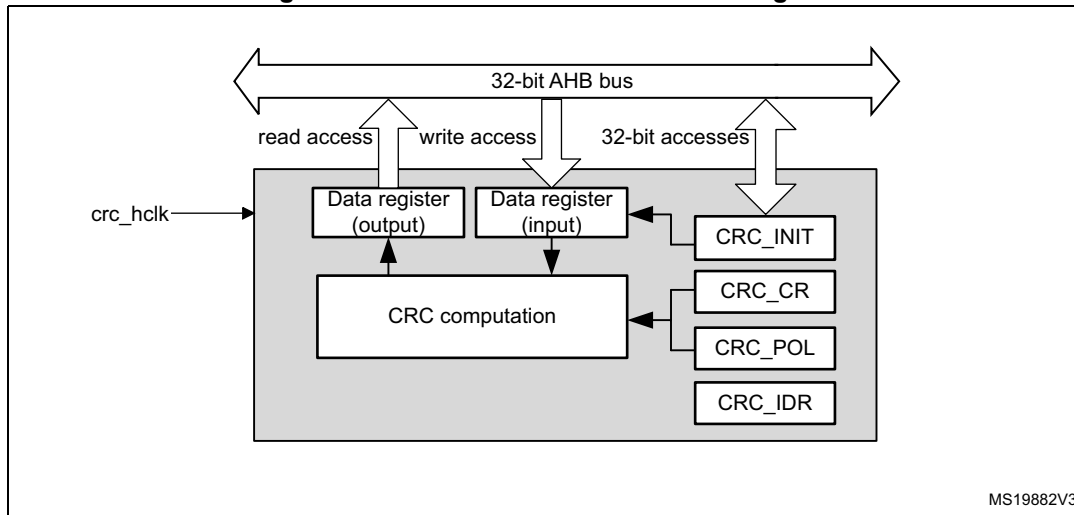 32-bit AHB bus
read access
write access
32-bit accesses
crc_hclk
Data register
(output)
Data register
(input)
CRC_INIT
CRC_CR
CRC computation
CRC_POL
CRC_IDR
MS19882V3